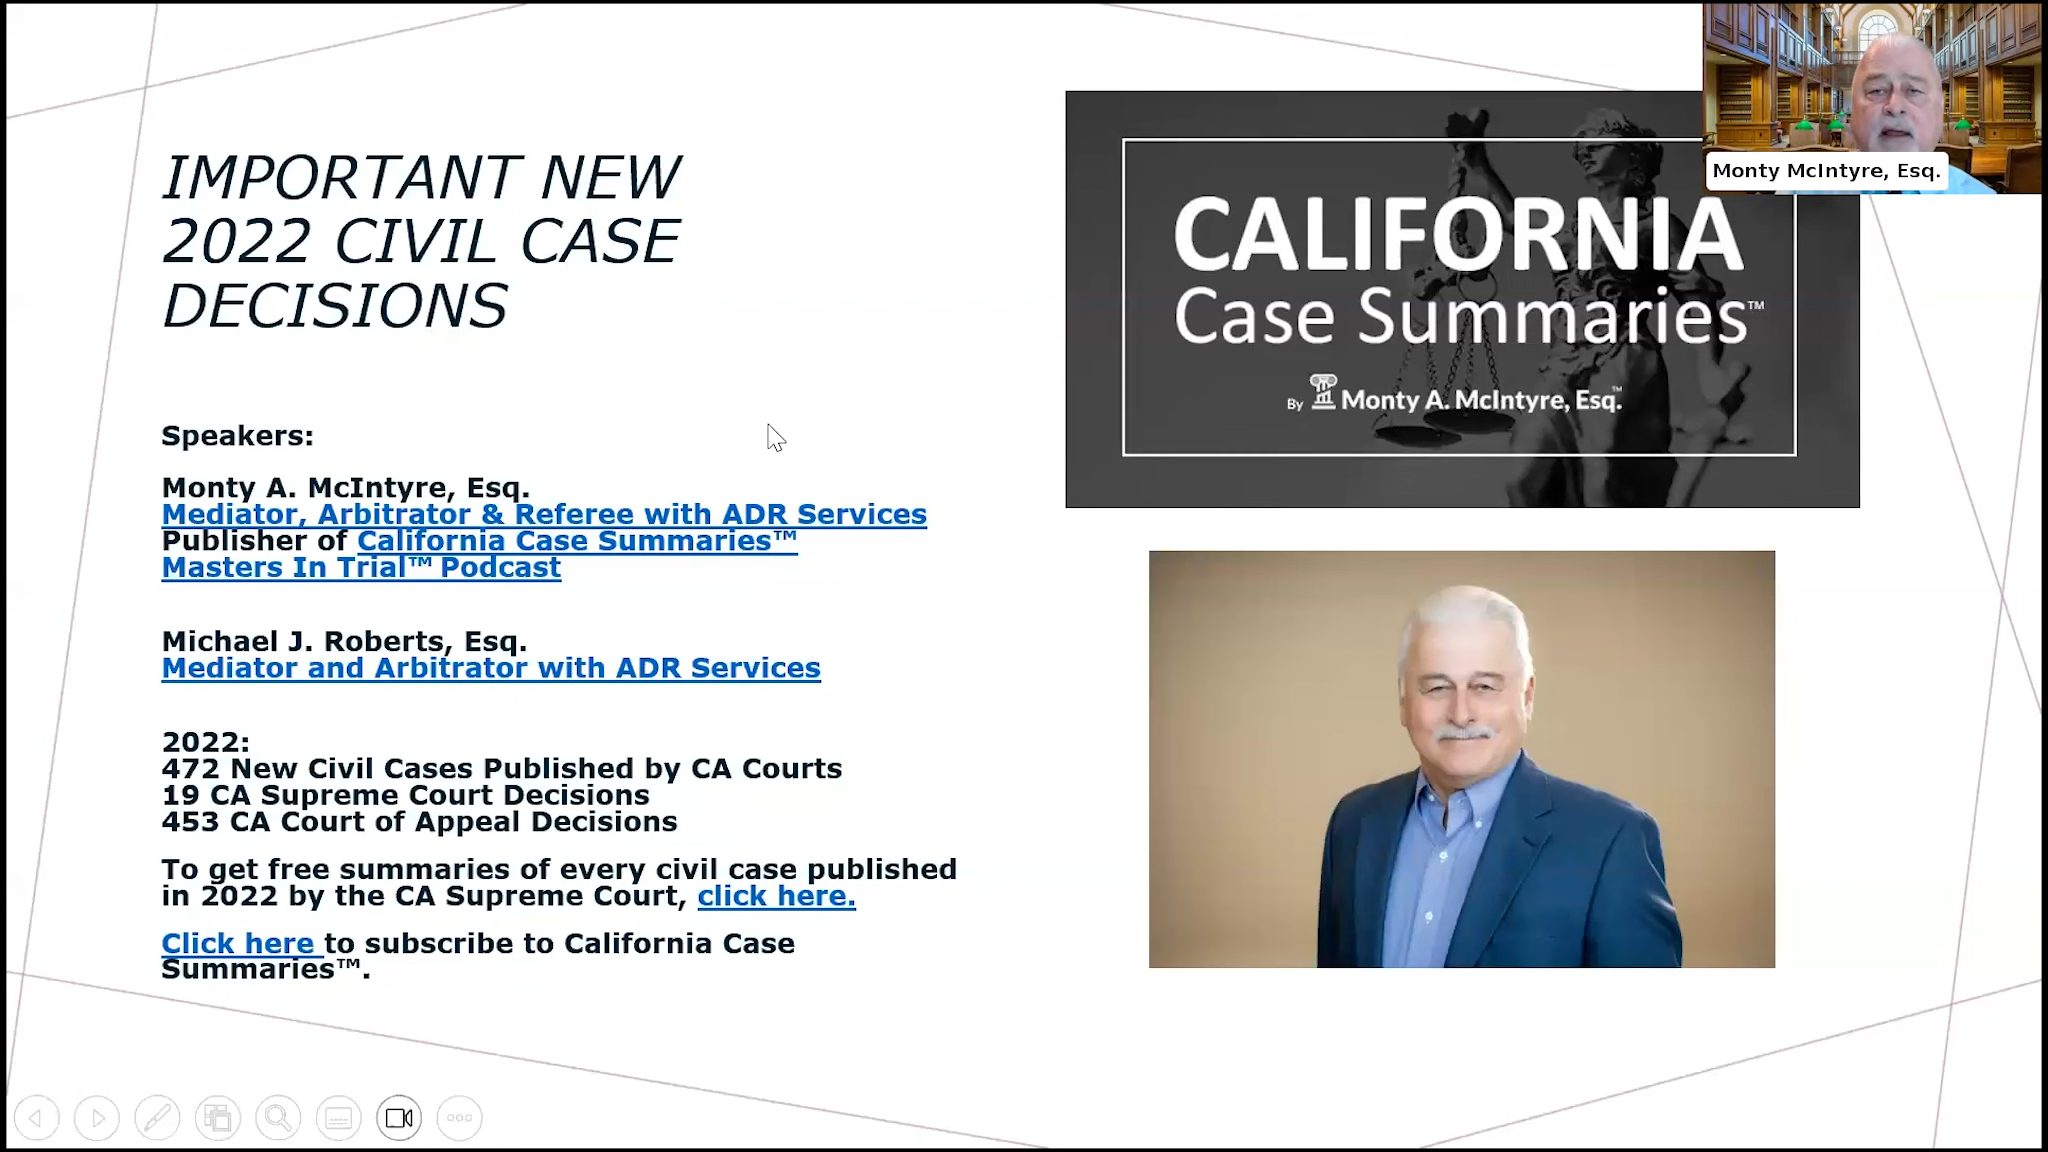 IMPORTANT NEW
2022 CIVIL CASE
DECISIONS
Speakers:
Monty A. McIntyre, Esq.
Mediator, Arbitrator & Referee with ADR Services
Publisher of California Case Summaries™
Masters In Trial™ Podcast
Michael J. Roberts, Esq.
Mediator and Arbitrator with ADR Services
2022:
472 New Civil Cases Published by CA Courts
19 CA Supreme Court Decisions
453 CA Court of Appeal Decisions
To get free summaries of every civil case published
in 2022 by the CA Supreme Court, click here.
Click here to subscribe to California Case
Summaries™.
CALIFORNIA
Case Summaries™
By Monty A. McIntyre, Esq.™
Monty McIntyre, Esq.